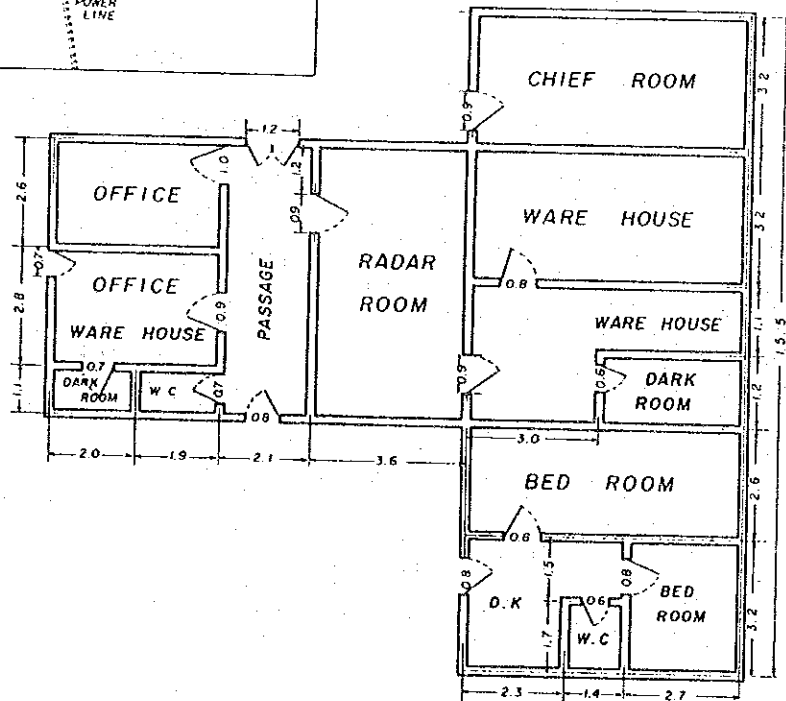 POWER
LINE
CHIEF ROOM
3.2
0.9
1.2
1.0
1.2
0.9
2.6
OFFICE
WARE HOUSE
3.2
RADAR
ROOM
PASSAGE
0.7
OFFICE
WARE HOUSE
2.8
0.9
0.8
WARE HOUSE
1.1
15.5
0.7
DARK
ROOM
W C
0.7
1.1
0.9
0.6
DARK
ROOM
1.2
0.8
3.0
2.0
1.9
2.1
3.6
BED ROOM
2.6
0.6
0.8
1.5
0.8
D.K
0.6
BED
ROOM
W.C
1.7
3.2
2.3
1.4
2.7